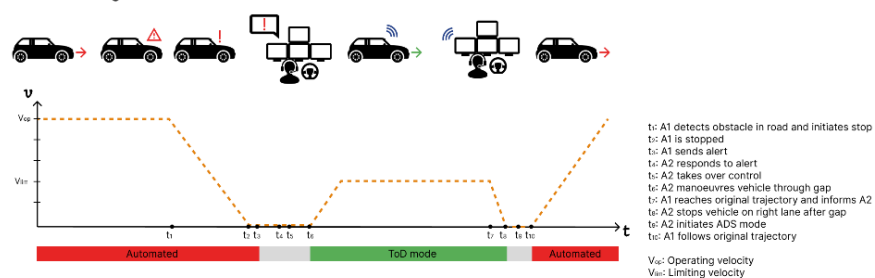 v
Vop
Vlim
t1
t2
t3
t4
t5
t6
t7
t8
t9
t10
t
Automated
ToD mode
Automated
t1: A1 detects obstacle in road and initiates stop
t2: A1 is stopped
t3: A1 sends alert
t4: A2 responds to alert
t5: A2 takes over control
t6: A2 manoeuvres vehicle through gap
t7: A1 reaches original trajectory and informs A2
t8: A2 stops vehicle on right lane after gap
t9: A2 initiates ADS mode
t10: A1 follows original trajectory
Vop: Operating velocity
Vlim: Limiting velocity